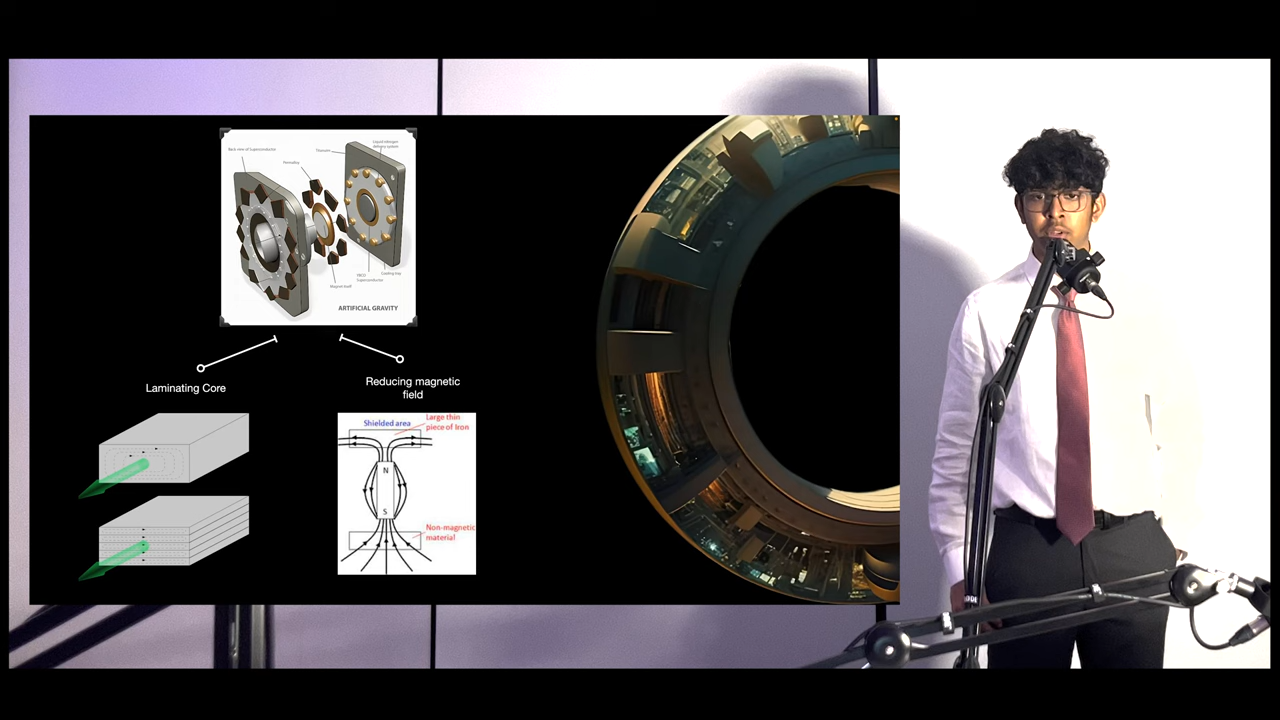 Back view of Superconductor
Titanium
Liquid nitrogen
delivery system
Permalloy
YBCO
Superconductor
Cooling tray
Magnet itself
ARTIFICIAL GRAVITY
Laminating Core
Reducing magnetic
field
Shielded area
Large thin
piece of Iron
N
S
Non-magnetic
material